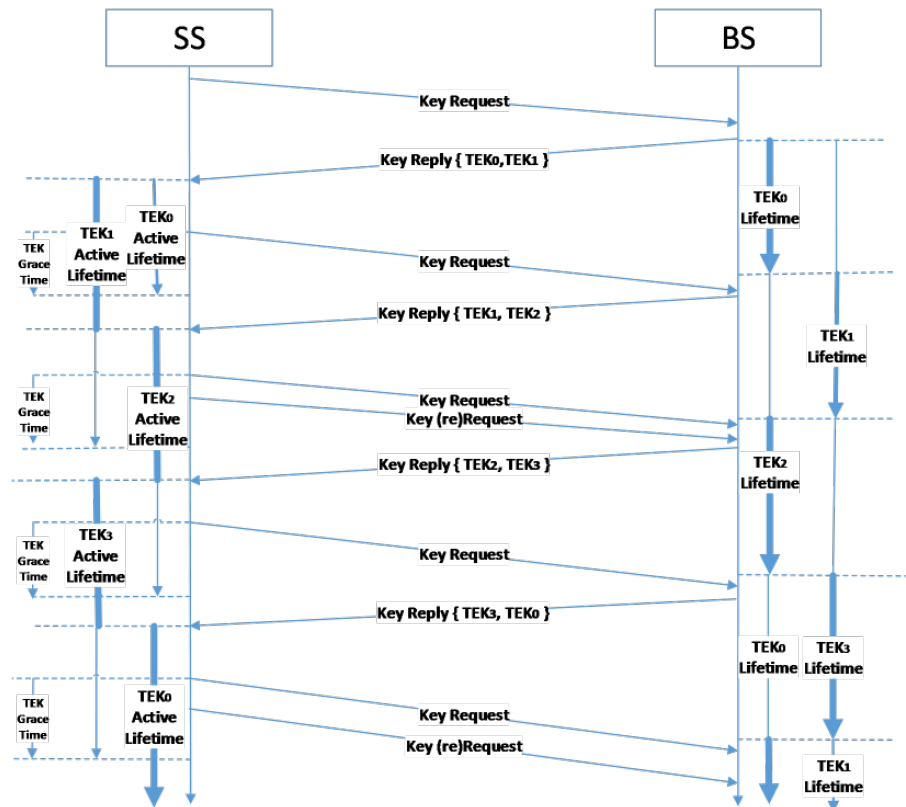 SS
BS
Key Request
Key Reply { TEK₀,TEK₁ }
TEK₀
Lifetime
TEK₁
Active
Lifetime
TEK₀
Active
Lifetime
TEK
Grace
Time
Key Request
Key Reply { TEK₁, TEK₂ }
TEK₁
Lifetime
TEK
Grace
Time
TEK₂
Active
Lifetime
Key Request
Key (re)Request
Key Reply { TEK₂, TEK₃ }
TEK₂
Lifetime
TEK₃
Active
Lifetime
TEK
Grace
Time
Key Request
Key Reply { TEK₃, TEK₀ }
TEK₀
Lifetime
TEK₃
Lifetime
TEK
Grace
Time
TEK₀
Active
Lifetime
Key Request
Key (re)Request
TEK₁
Lifetime